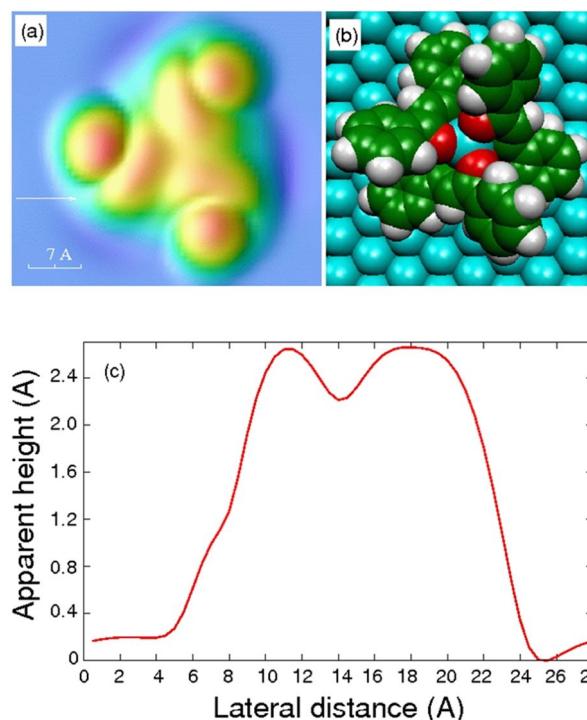 (a)
(b)
7 A
(c)
2.4
2.0
1.6
1.2
0.8
0.4
0
Apparent height (A)
0 2 4 6 8 10 12 14 16 18 20 22 24 26 2
Lateral distance (A)